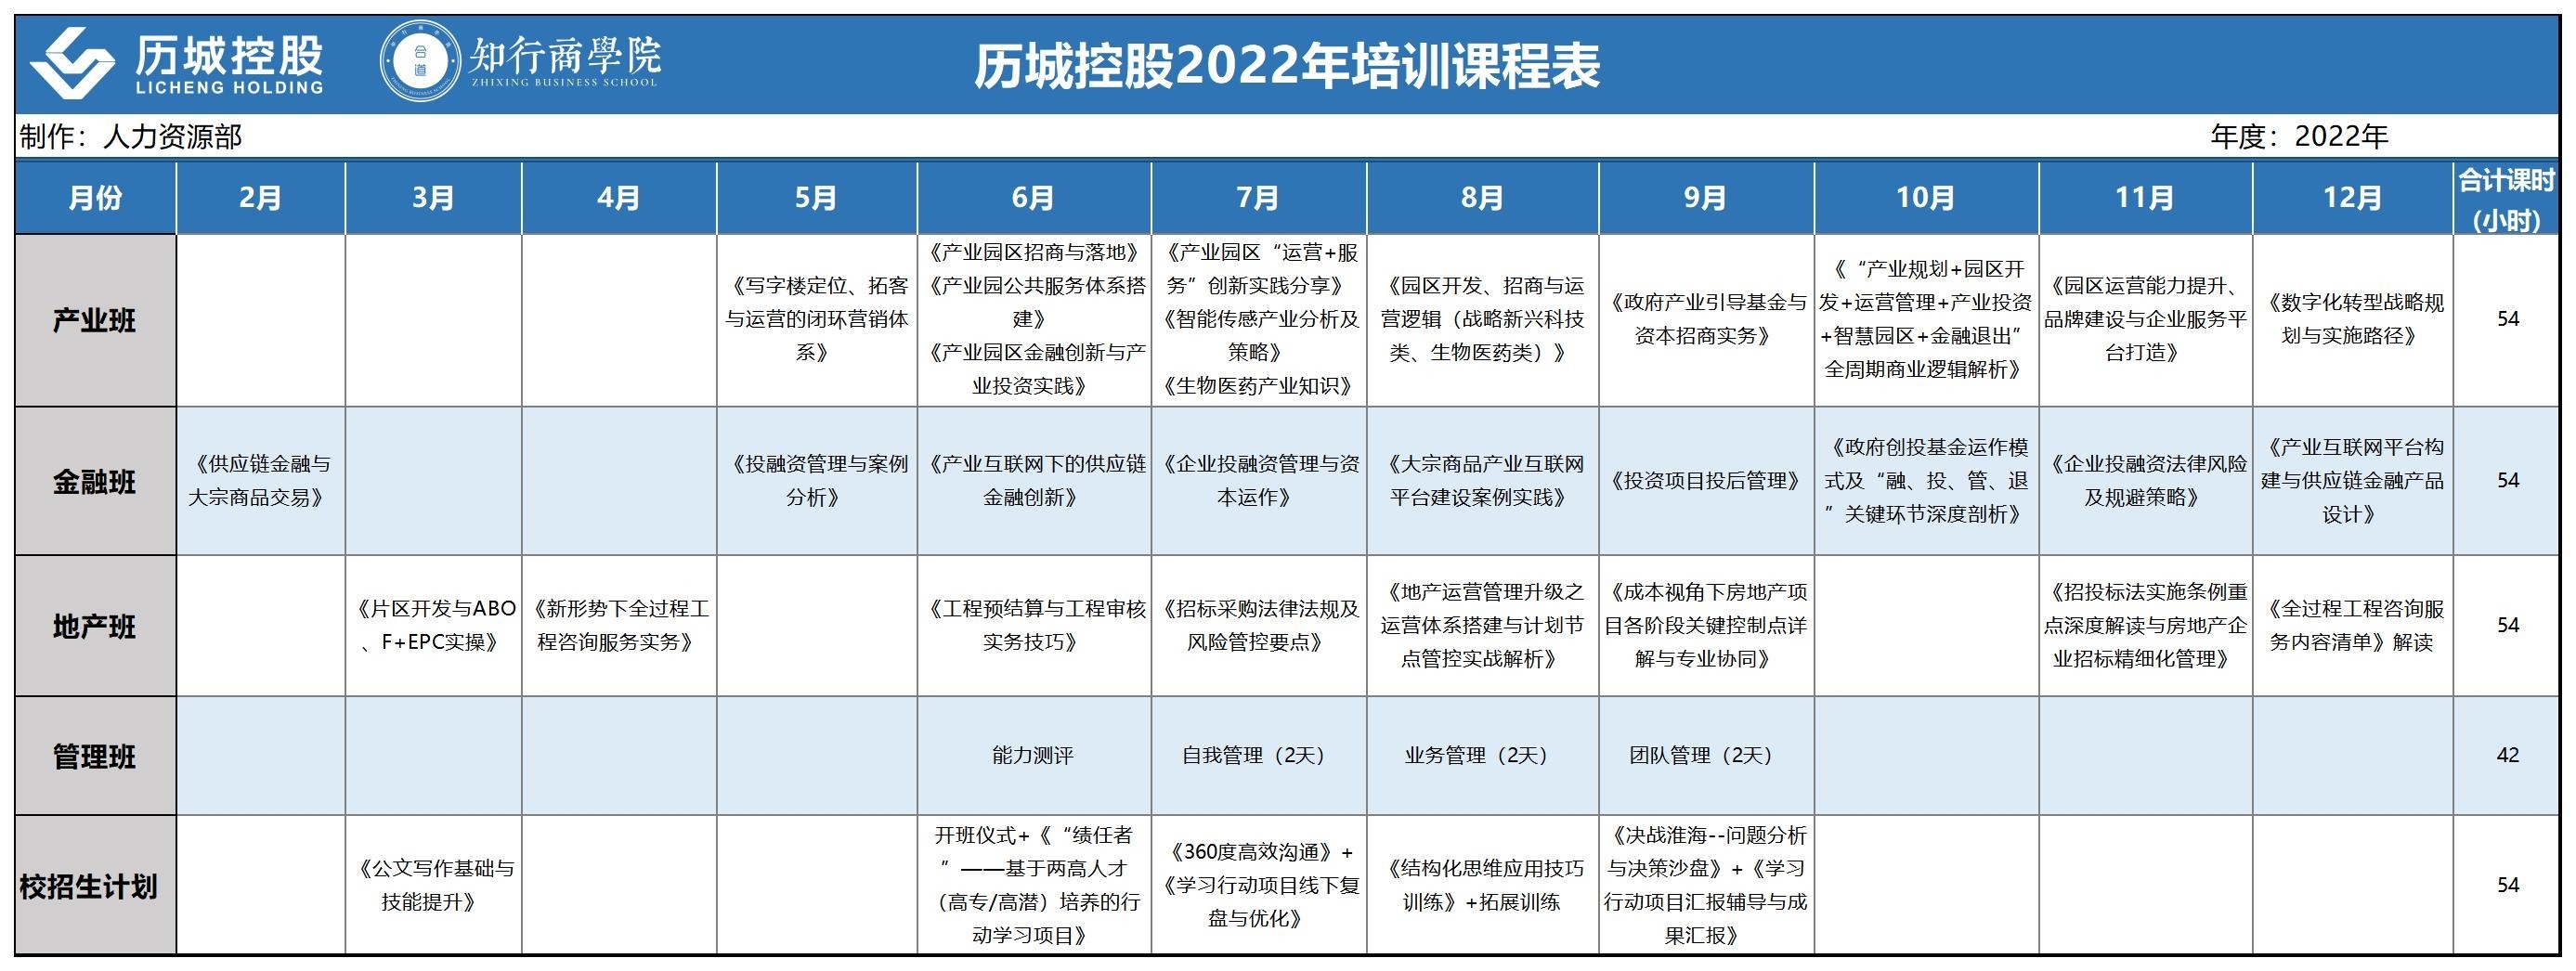 历城控股
LICHENG HOLDING
合
道
知行商學院
ZHIXING BUSINESS SCHOOL
历城控股2022年培训课程表
制作：人力资源部
年度：2022年
月份
2月
3月
4月
5月
6月
7月
8月
9月
10月
11月
12月
合计课时
(小时)
产业班
《写字楼定位、拓客
与运营的闭环营销体
系》
《产业园区招商与落地》
《产业园公共服务体系搭
建》
《产业园区金融创新与产
业投资实践》
《产业园区“运营+服
务”创新实践分享》
《智能传感产业分析及
策略》
《生物医药产业知识》
《园区开发、招商与运
营逻辑（战略新兴科技
类、生物医药类）》
《政府产业引导基金与
资本招商实务》
《“产业规划+园区开
发+运营管理+产业投资
+智慧园区+金融退出”
全周期商业逻辑解析》
《园区运营能力提升、
品牌建设与企业服务平
台打造》
《数字化转型战略规
划与实施路径》
54
金融班
《供应链金融与
大宗商品交易》
《投融资管理与案例
分析》
《产业互联网下的供应链
金融创新》
《企业投融资管理与资
本运作》
《大宗商品产业互联网
平台建设案例实践》
《投资项目投后管理》
《政府创投基金运作模
式及“融、投、管、退
”关键环节深度剖析》
《企业投融资法律风险
及规避策略》
《产业互联网平台构
建与供应链金融产品
设计》
54
地产班
《片区开发与ABO
、F+EPC实操》
《新形势下全过程工
程咨询服务实务》
《工程预结算与工程审核
实务技巧》
《招标采购法律法规及
风险管控要点》
《地产运营管理升级之
运营体系搭建与计划节
点管控实战解析》
《成本视角下房地产项
目各阶段关键控制点详
解与专业协同》
《招投标法实施条例重
点深度解读与房地产企
业招标精细化管理》
《全过程工程咨询服
务内容清单》解读
54
管理班
能力测评
自我管理（2天）
业务管理（2天）
团队管理（2天）
42
校招生计划
《公文写作基础与
技能提升》
开班仪式+《“绩任者
”——基于两高人才
（高专/高潜）培养的行
动学习项目》
《360度高效沟通》+
《学习行动项目线下复
盘与优化》
《结构化思维应用技巧
训练》+拓展训练
《决战淮海--问题分析
与决策沙盘》+《学习
行动项目汇报辅导与成
果汇报》
54